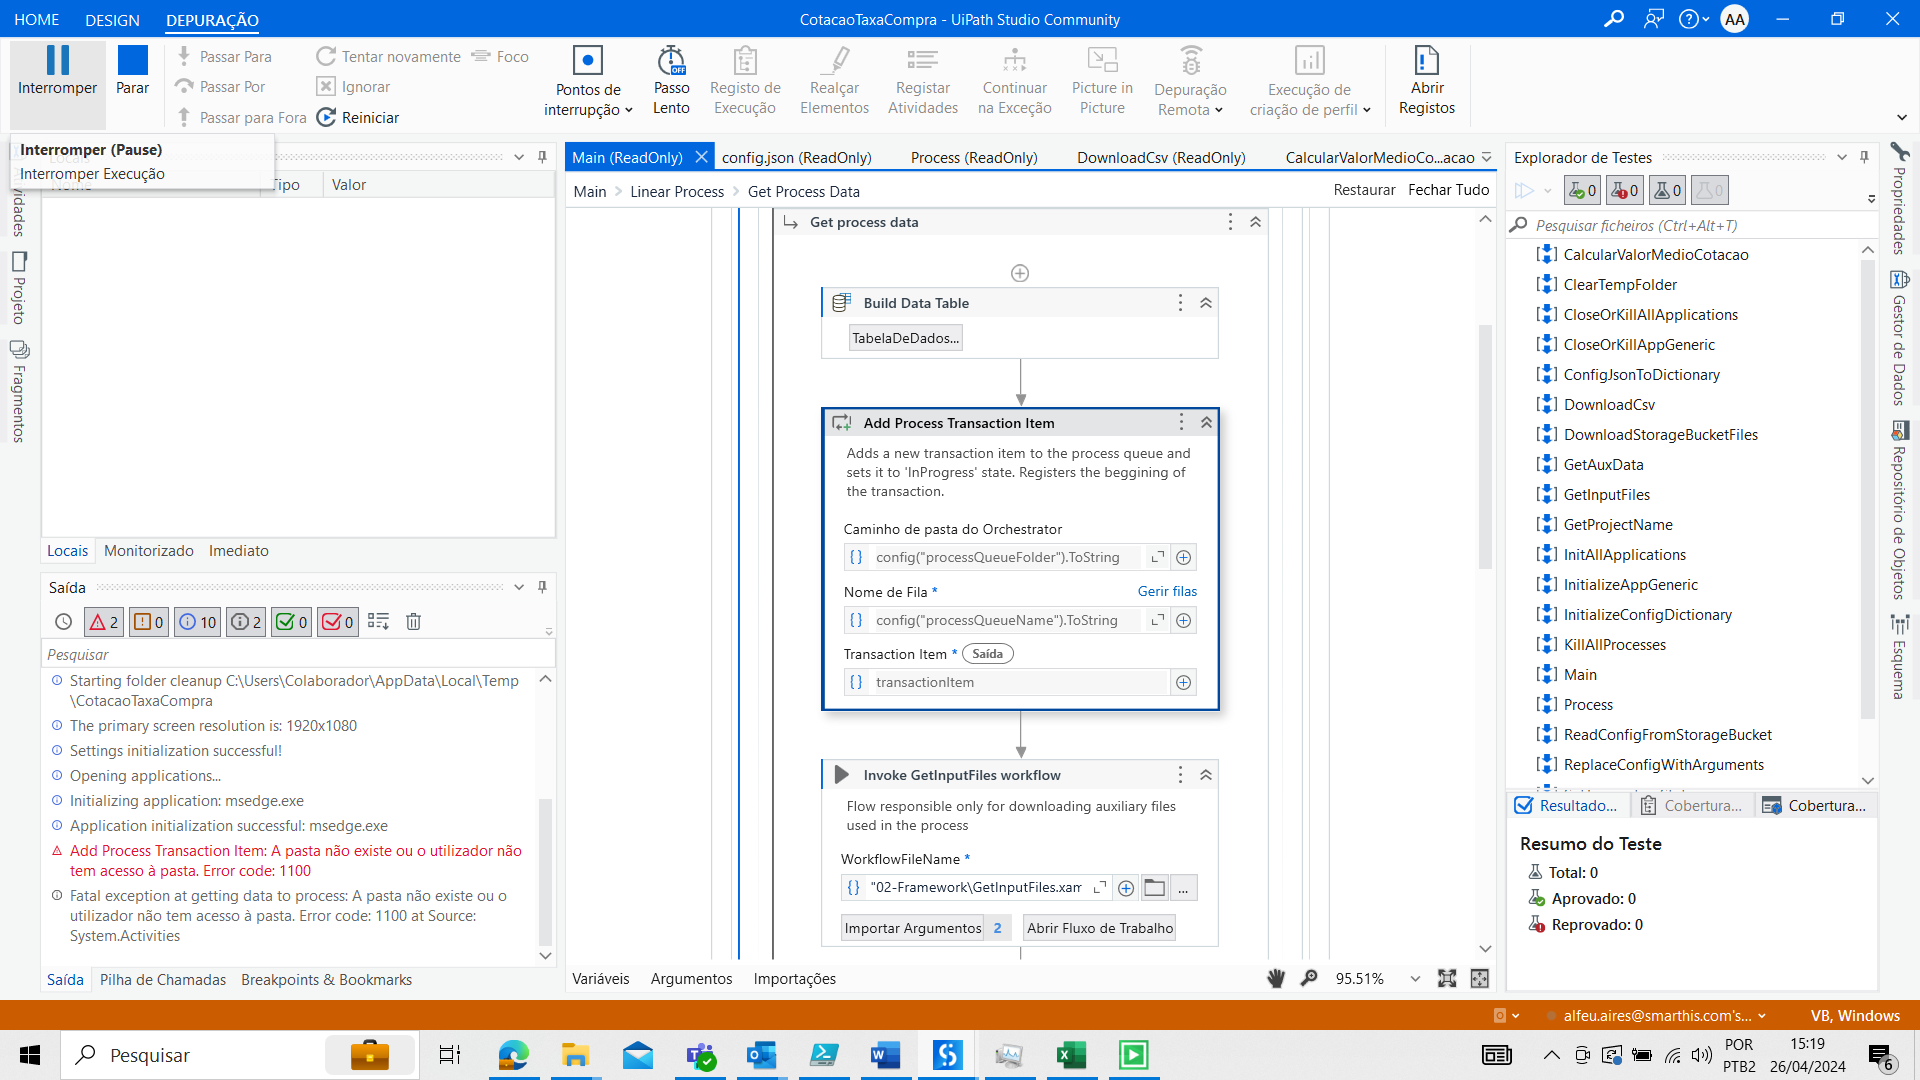 HOME
DESIGN
DEPURAÇÃO
CotacaoTaxaCompra - UiPath Studio Community
AA
Interromper
Parar
Passar Para
Passar Por
Passar para Fora
Tentar novamente
Ignorar
Reiniciar
Foco
Pontos de
interrupção
Passo
Lento
OFF
Registo de
Execução
Realçar
Elementos
Registar
Atividades
Continuar
na Exceção
Picture in
Picture
Depuração
Remota
Execução de
criação de perfil
Abrir
Registos
Interromper (Pause)
Interromper Execução
Tipo
Valor
Projeto
Fragmentos
Locais
Monitorizado
Imediato
Saída
2
0
10
2
0
0
Pesquisar
Starting folder cleanup C:\Users\Colaborador\AppData\Local\Temp
\CotacaoTaxaCompra
The primary screen resolution is: 1920x1080
Settings initialization successful!
Opening applications...
Initializing application: msedge.exe
Application initialization successful: msedge.exe
Add Process Transaction Item: A pasta não existe ou o utilizador não
tem acesso à pasta. Error code: 1100
Fatal exception at getting data to process: A pasta não existe ou o
utilizador não tem acesso à pasta. Error code: 1100 at Source:
System.Activities
Saída
Pilha de Chamadas
Breakpoints & Bookmarks
Main (ReadOnly)
config.json (ReadOnly)
Process (ReadOnly)
DownloadCsv (ReadOnly)
CalcularValorMedioCo...acao
Main
Linear Process
Get Process Data
Restaurar
Fechar Tudo
Get process data
Build Data Table
TabelaDeDados...
Add Process Transaction Item
Adds a new transaction item to the process queue and
sets it to 'InProgress' state. Registers the beggining of
the transaction.
Caminho de pasta do Orchestrator
config("processQueueFolder").ToString
Nome de Fila *
Gerir filas
config("processQueueName").ToString
Transaction Item *
Saída
transactionItem
Invoke GetInputFiles workflow
Flow responsible only for downloading auxiliary files
used in the process
WorkflowFileName *
"02-Framework\GetInputFiles.xam
...
Importar Argumentos
2
Abrir Fluxo de Trabalho
Variáveis
Argumentos
Importações
95.51%
Explorador de Testes
0
0
0
0
Pesquisar ficheiros (Ctrl+Alt+T)
CalcularValorMedioCotacao
ClearTempFolder
CloseOrKillAllApplications
CloseOrKillAppGeneric
ConfigJsonToDictionary
DownloadCsv
DownloadStorageBucketFiles
GetAuxData
GetInputFiles
GetProjectName
InitAllApplications
InitializeAppGeneric
InitializeConfigDictionary
KillAllProcesses
Main
Process
ReadConfigFromStorageBucket
ReplaceConfigWithArguments
Resultado...
Cobertura...
Cobertura...
Resumo do Teste
Total: 0
Aprovado: 0
Reprovado: 0
Propriedades
Gestor de Dados
Repositório de Objetos
Esquema
alfeu.aires@smarthis.com's...
VB, Windows
Pesquisar
POR
PTB2
15:19
26/04/2024
6